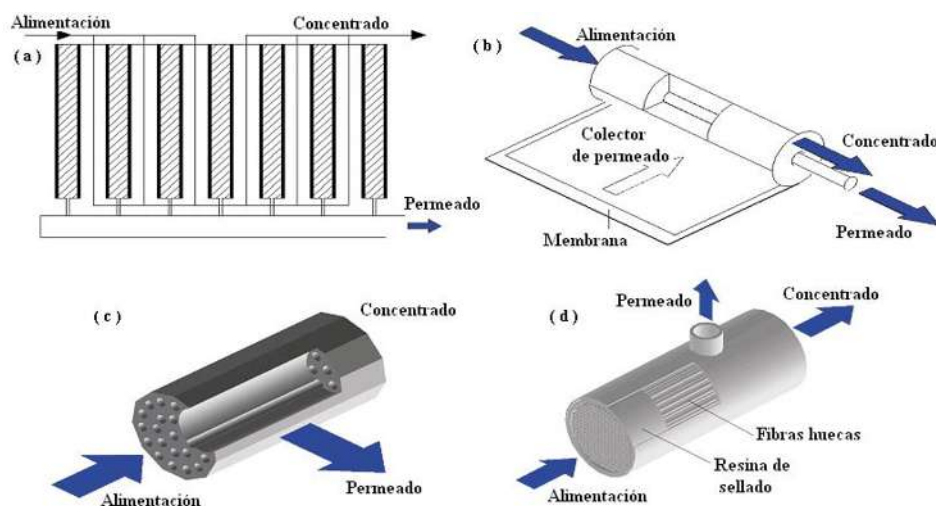 Alimentación
Concentrado
( a )
Permeado
( b )
Alimentación
Colector
de permeado
Concentrado
Membrana
Permeado
( c )
Concentrado
Alimentación
Permeado
( d )
Permeado
Concentrado
Fibras huecas
Resina de
sellado
Alimentación